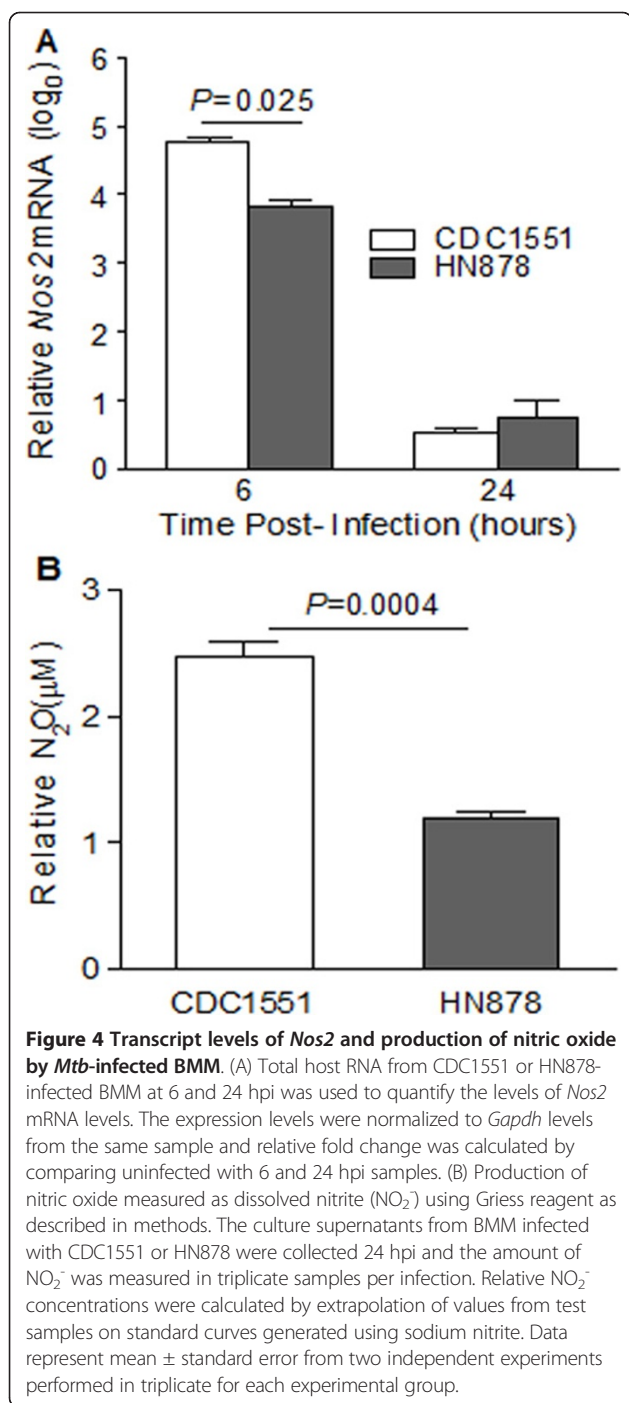 A
Relative Nos2mRNA (log₀)
6
5
4
3
2
1
0
P=0.025
CDC1551
HN878
6 24
Time Post-Infection (hours)
B
Relative N₂O(µM)
3
2
1
0
P=0.0004
CDC1551 HN878
Figure 4 Transcript levels of Nos2 and production of nitric oxide
by Mtb-infected BMM. (A) Total host RNA from CDC1551 or HN878-
infected BMM at 6 and 24 hpi was used to quantify the levels of Nos2
mRNA levels. The expression levels were normalized to Gapdh levels
from the same sample and relative fold change was calculated by
comparing uninfected with 6 and 24 hpi samples. (B) Production of
nitric oxide measured as dissolved nitrite (NO₂⁻) using Griess reagent as
described in methods. The culture supernatants from BMM infected
with CDC1551 or HN878 were collected 24 hpi and the amount of
NO₂⁻ was measured in triplicate samples per infection. Relative NO₂⁻
concentrations were calculated by extrapolation of values from test
samples on standard curves generated using sodium nitrite. Data
represent mean ± standard error from two independent experiments
performed in triplicate for each experimental group.